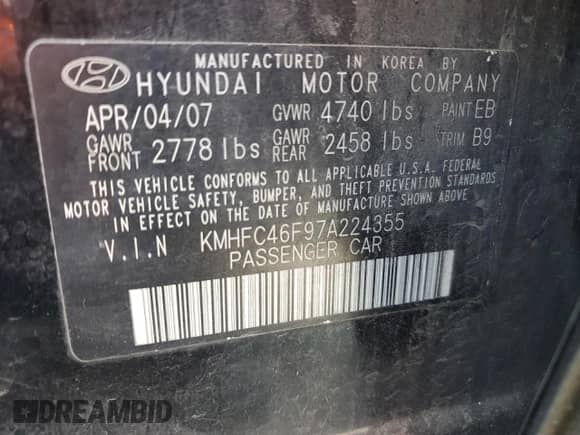 MANUFACTURED IN KOREA BY
HYUNDAI MOTOR COMPANY
APR/04/07 GVWR 4740 lbs PAINT EB
GAWR FRONT 2778 lbs GAWR REAR 2458 lbs TRIM B9
THIS VEHICLE CONFORMS TO ALL APPLICABLE U.S.A. FEDERAL
MOTOR VEHICLE SAFETY, BUMPER, AND THEFT PREVENTION STANDARDS
IN EFFECT ON THE DATE OF MANUFACTURE SHOWN ABOVE.
V.I.N KMHFC46F97A224355
PASSENGER CAR
DREAMBID